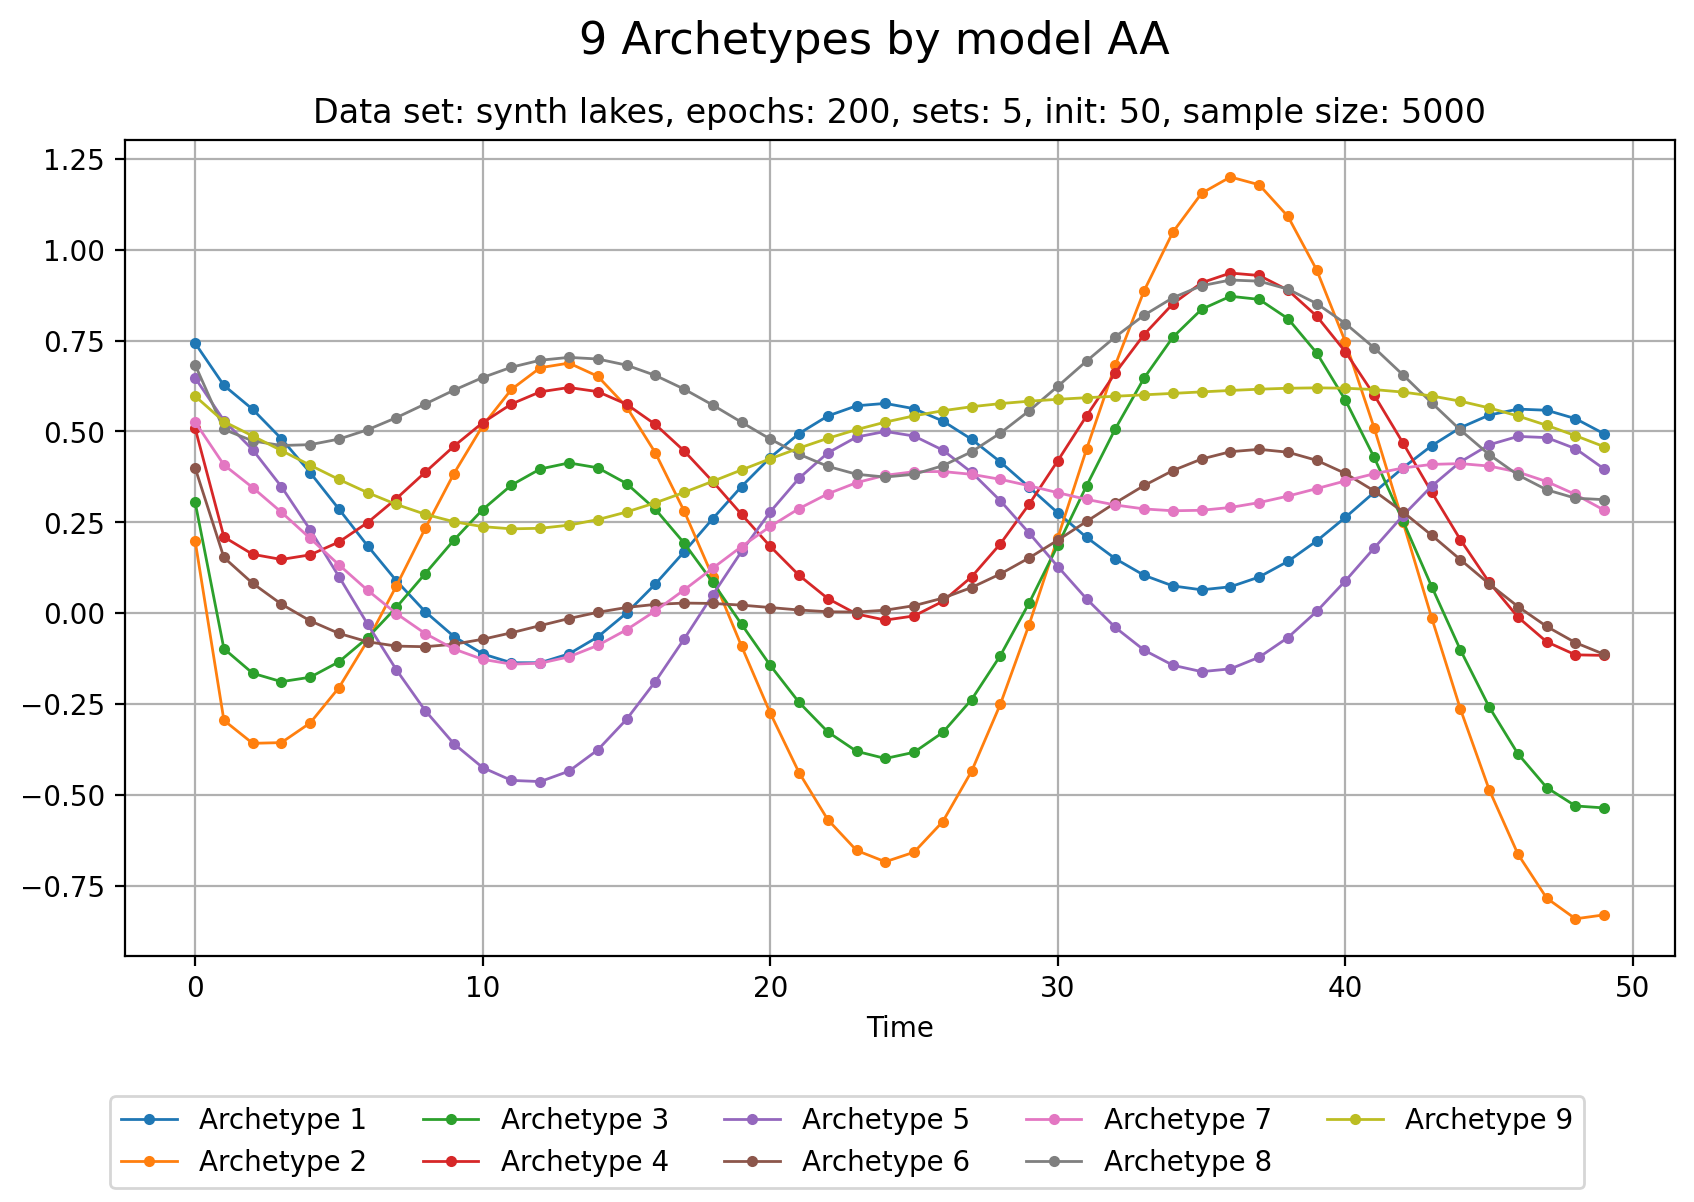 9 Archetypes by model AA
Data set: synth lakes, epochs: 200, sets: 5, init: 50, sample size: 5000
1.25
1.00
0.75
0.50
0.25
0.00
−0.25
−0.50
−0.75
0 10 20 30 40 50
Time
Archetype 1 Archetype 3 Archetype 5 Archetype 7 Archetype 9
Archetype 2 Archetype 4 Archetype 6 Archetype 8